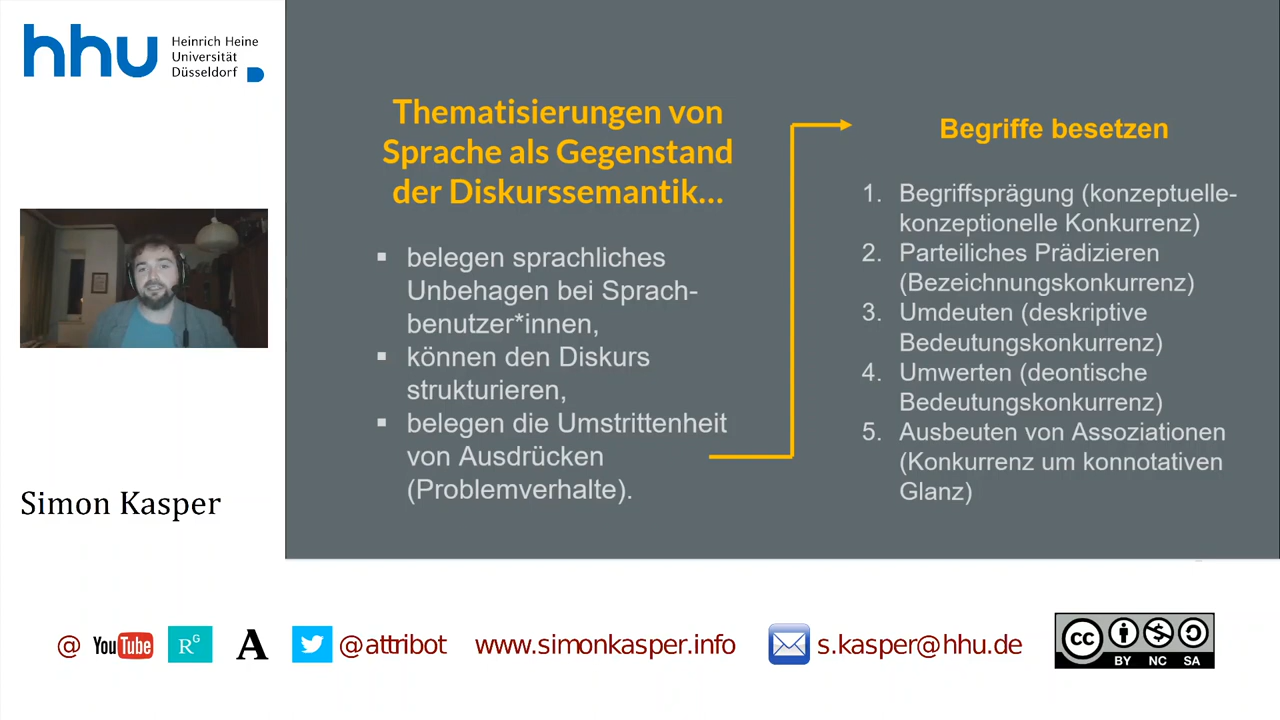 hhu Heinrich Heine
Universität
Düsseldorf
Thematisierungen von
Sprache als Gegenstand
der Diskurssemantik...
▪ belegen sprachliches
Unbehagen bei Sprach-
benutzer*innen,
▪ können den Diskurs
strukturieren,
▪ belegen die Umstrittenheit
von Ausdrücken
(Problemverhalte).
Begriffe besetzen
1. Begriffsprägung (konzeptuelle-
konzeptionelle Konkurrenz)
2. Parteiliches Prädizieren
(Bezeichnungskonkurrenz)
3. Umdeuten (deskriptive
Bedeutungskonkurrenz)
4. Umwerten (deontische
Bedeutungskonkurrenz)
5. Ausbeuten von Assoziationen
(Konkurrenz um konnotativen
Glanz)
Simon Kasper
@ YouTube RG A @attribot www.simonkasper.info s.kasper@hhu.de
cc BY NC SA